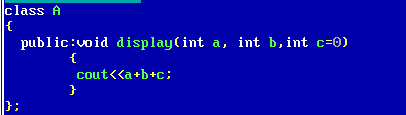 class A
{
public:void display(int a, int b,int c=0)
{
cout<<a+b+c;
}
};